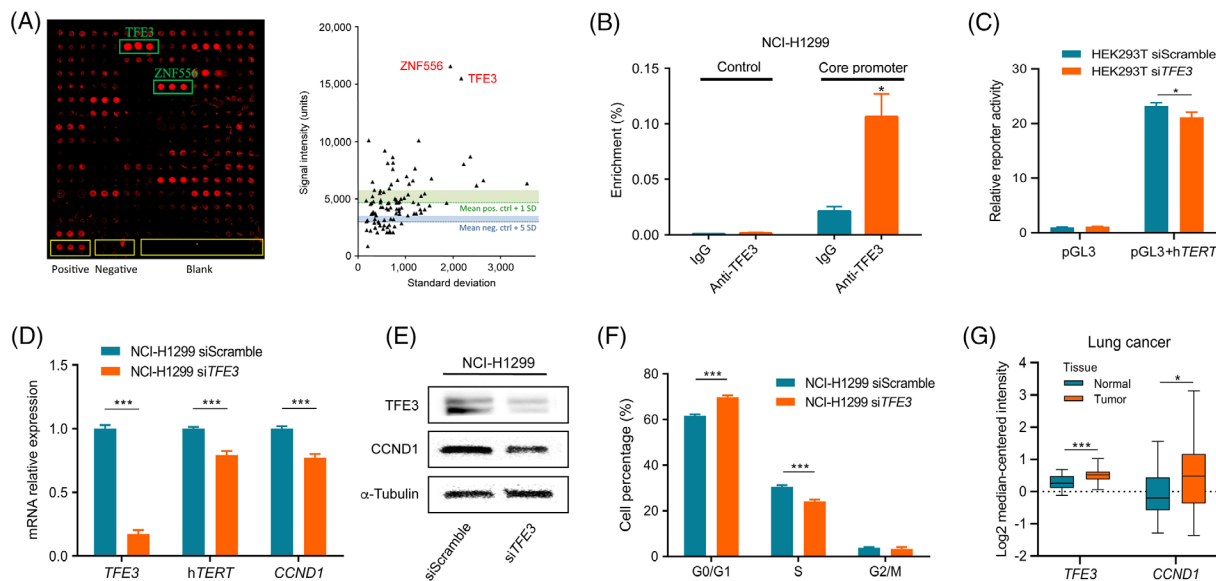 (A)
TFE3
ZNF556
Positive
Negative
Blank
20,000
15,000
10,000
5,000
0
Signal intensity (units)
ZNF556
TFE3
Mean pos. ctrl + 1 SD
Mean neg. ctrl + 5 SD
0
1,000
2,000
3,000
4,000
Standard deviation
(B)
NCI-H1299
Control
Core promoter
*
0.15
0.10
0.05
0.00
Enrichment (%)
IgG
Anti-TFE3
IgG
Anti-TFE3
(C)
HEK293T siScramble
HEK293T siTFE3
30
20
10
0
Relative reporter activity
*
pGL3
pGL3+hTERT
(D)
NCI-H1299 siScramble
NCI-H1299 siTFE3
1.5
1.0
0.5
0.0
mRNA relative expression
***
***
***
TFE3
hTERT
CCND1
(E)
NCI-H1299
TFE3
CCND1
α-Tubulin
siScramble
siTFE3
(F)
NCI-H1299 siScramble
NCI-H1299 siTFE3
80
60
40
20
0
Cell percentage (%)
***
***
G0/G1
S
G2/M
(G)
Lung cancer
Tissue
Normal
Tumor
4
3
2
1
0
-1
-2
Log2 median-centered intensity
***
*
TFE3
CCND1